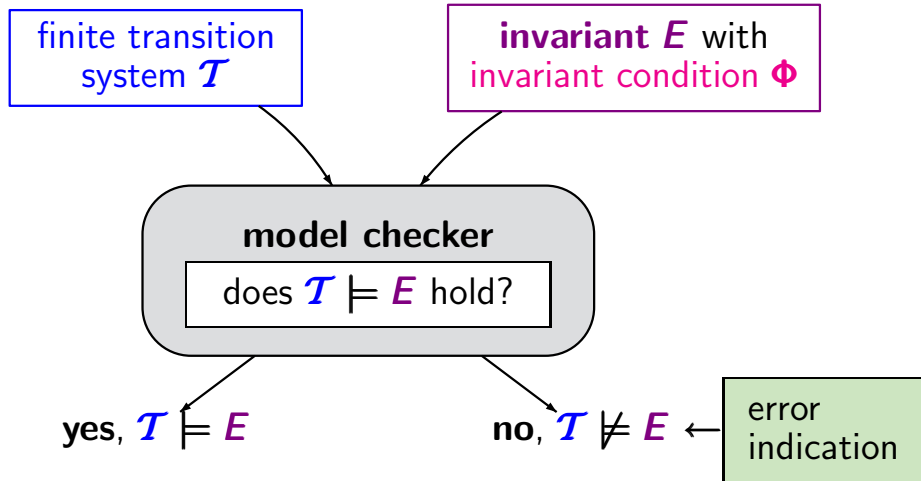 finite transition
system 𝒯
invariant E with
invariant condition Φ
model checker
does 𝒯 ⊨ E hold?
yes, 𝒯 ⊨ E
no, 𝒯 ⊭ E ←
error
indication